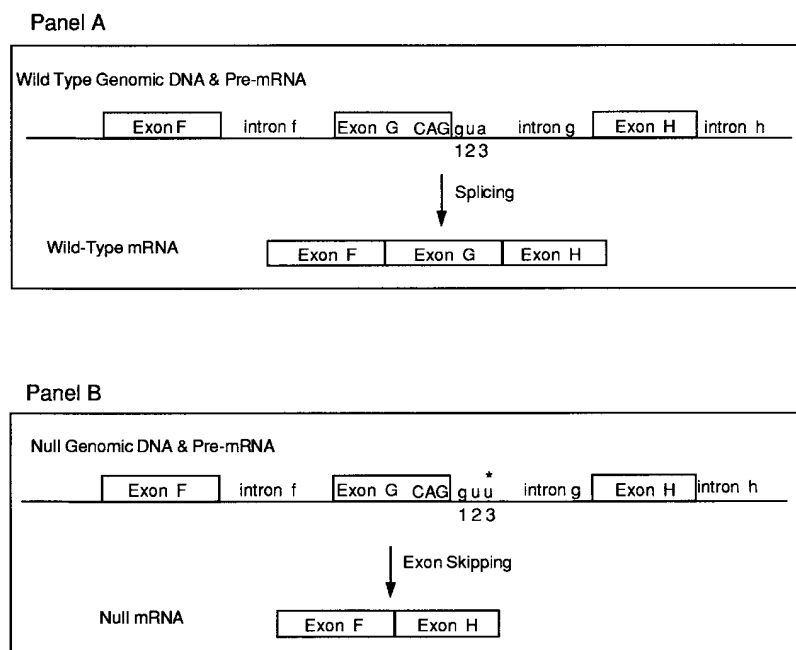 Panel A
Wild Type Genomic DNA & Pre-mRNA
Exon F intron f Exon G CAG gua intron g Exon H intron h
123
Splicing
Wild-Type mRNA
Exon F Exon G Exon H
Panel B
Null Genomic DNA & Pre-mRNA
*
Exon F intron f Exon G CAG guu intron g Exon H intron h
123
Exon Skipping
Null mRNA
Exon F Exon H